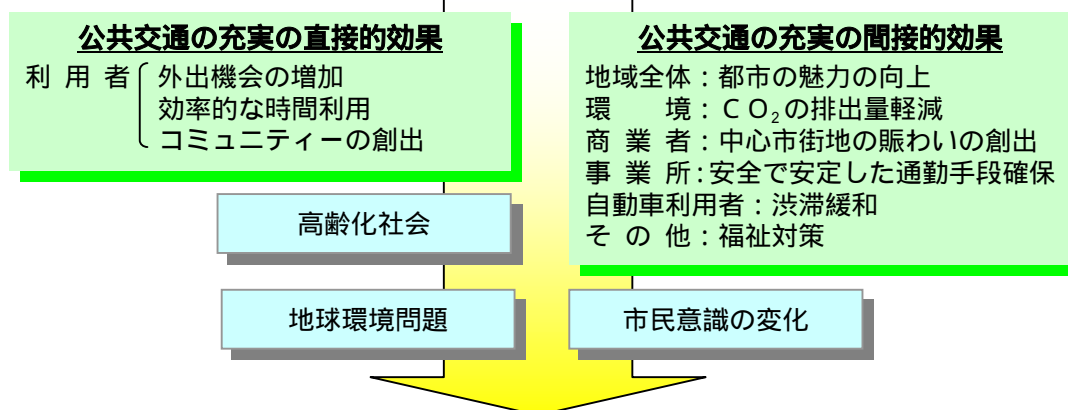 公共交通の充実の直接的効果
利用者 外出機会の増加
効率的な時間利用
コミュニティーの創出
公共交通の充実の間接的効果
地域全体：都市の魅力の向上
環　　境：ＣＯ₂の排出量軽減
商 業 者：中心市街地の賑わいの創出
事 業 所：安全で安定した通勤手段確保
自動車利用者：渋滞緩和
そ の 他：福祉対策
高齢化社会
地球環境問題
市民意識の変化